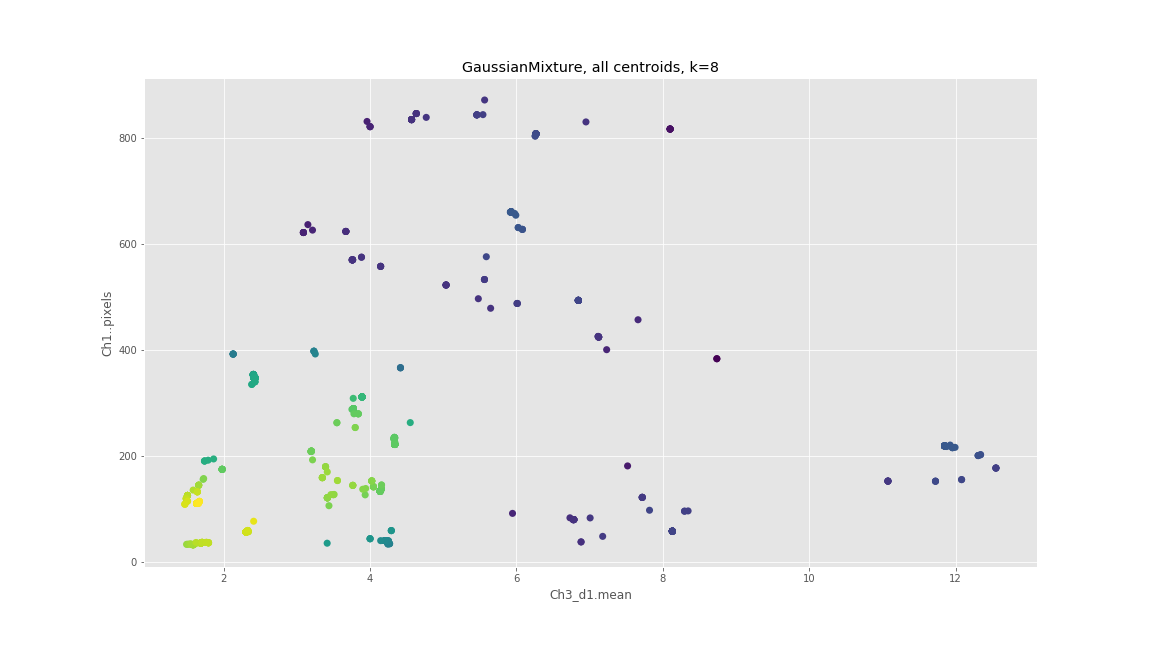 GaussianMixture, all centroids, k=8
Ch1..pixels
800
600
400
200
0
2 4 6 8 10 12
Ch3_d1.mean